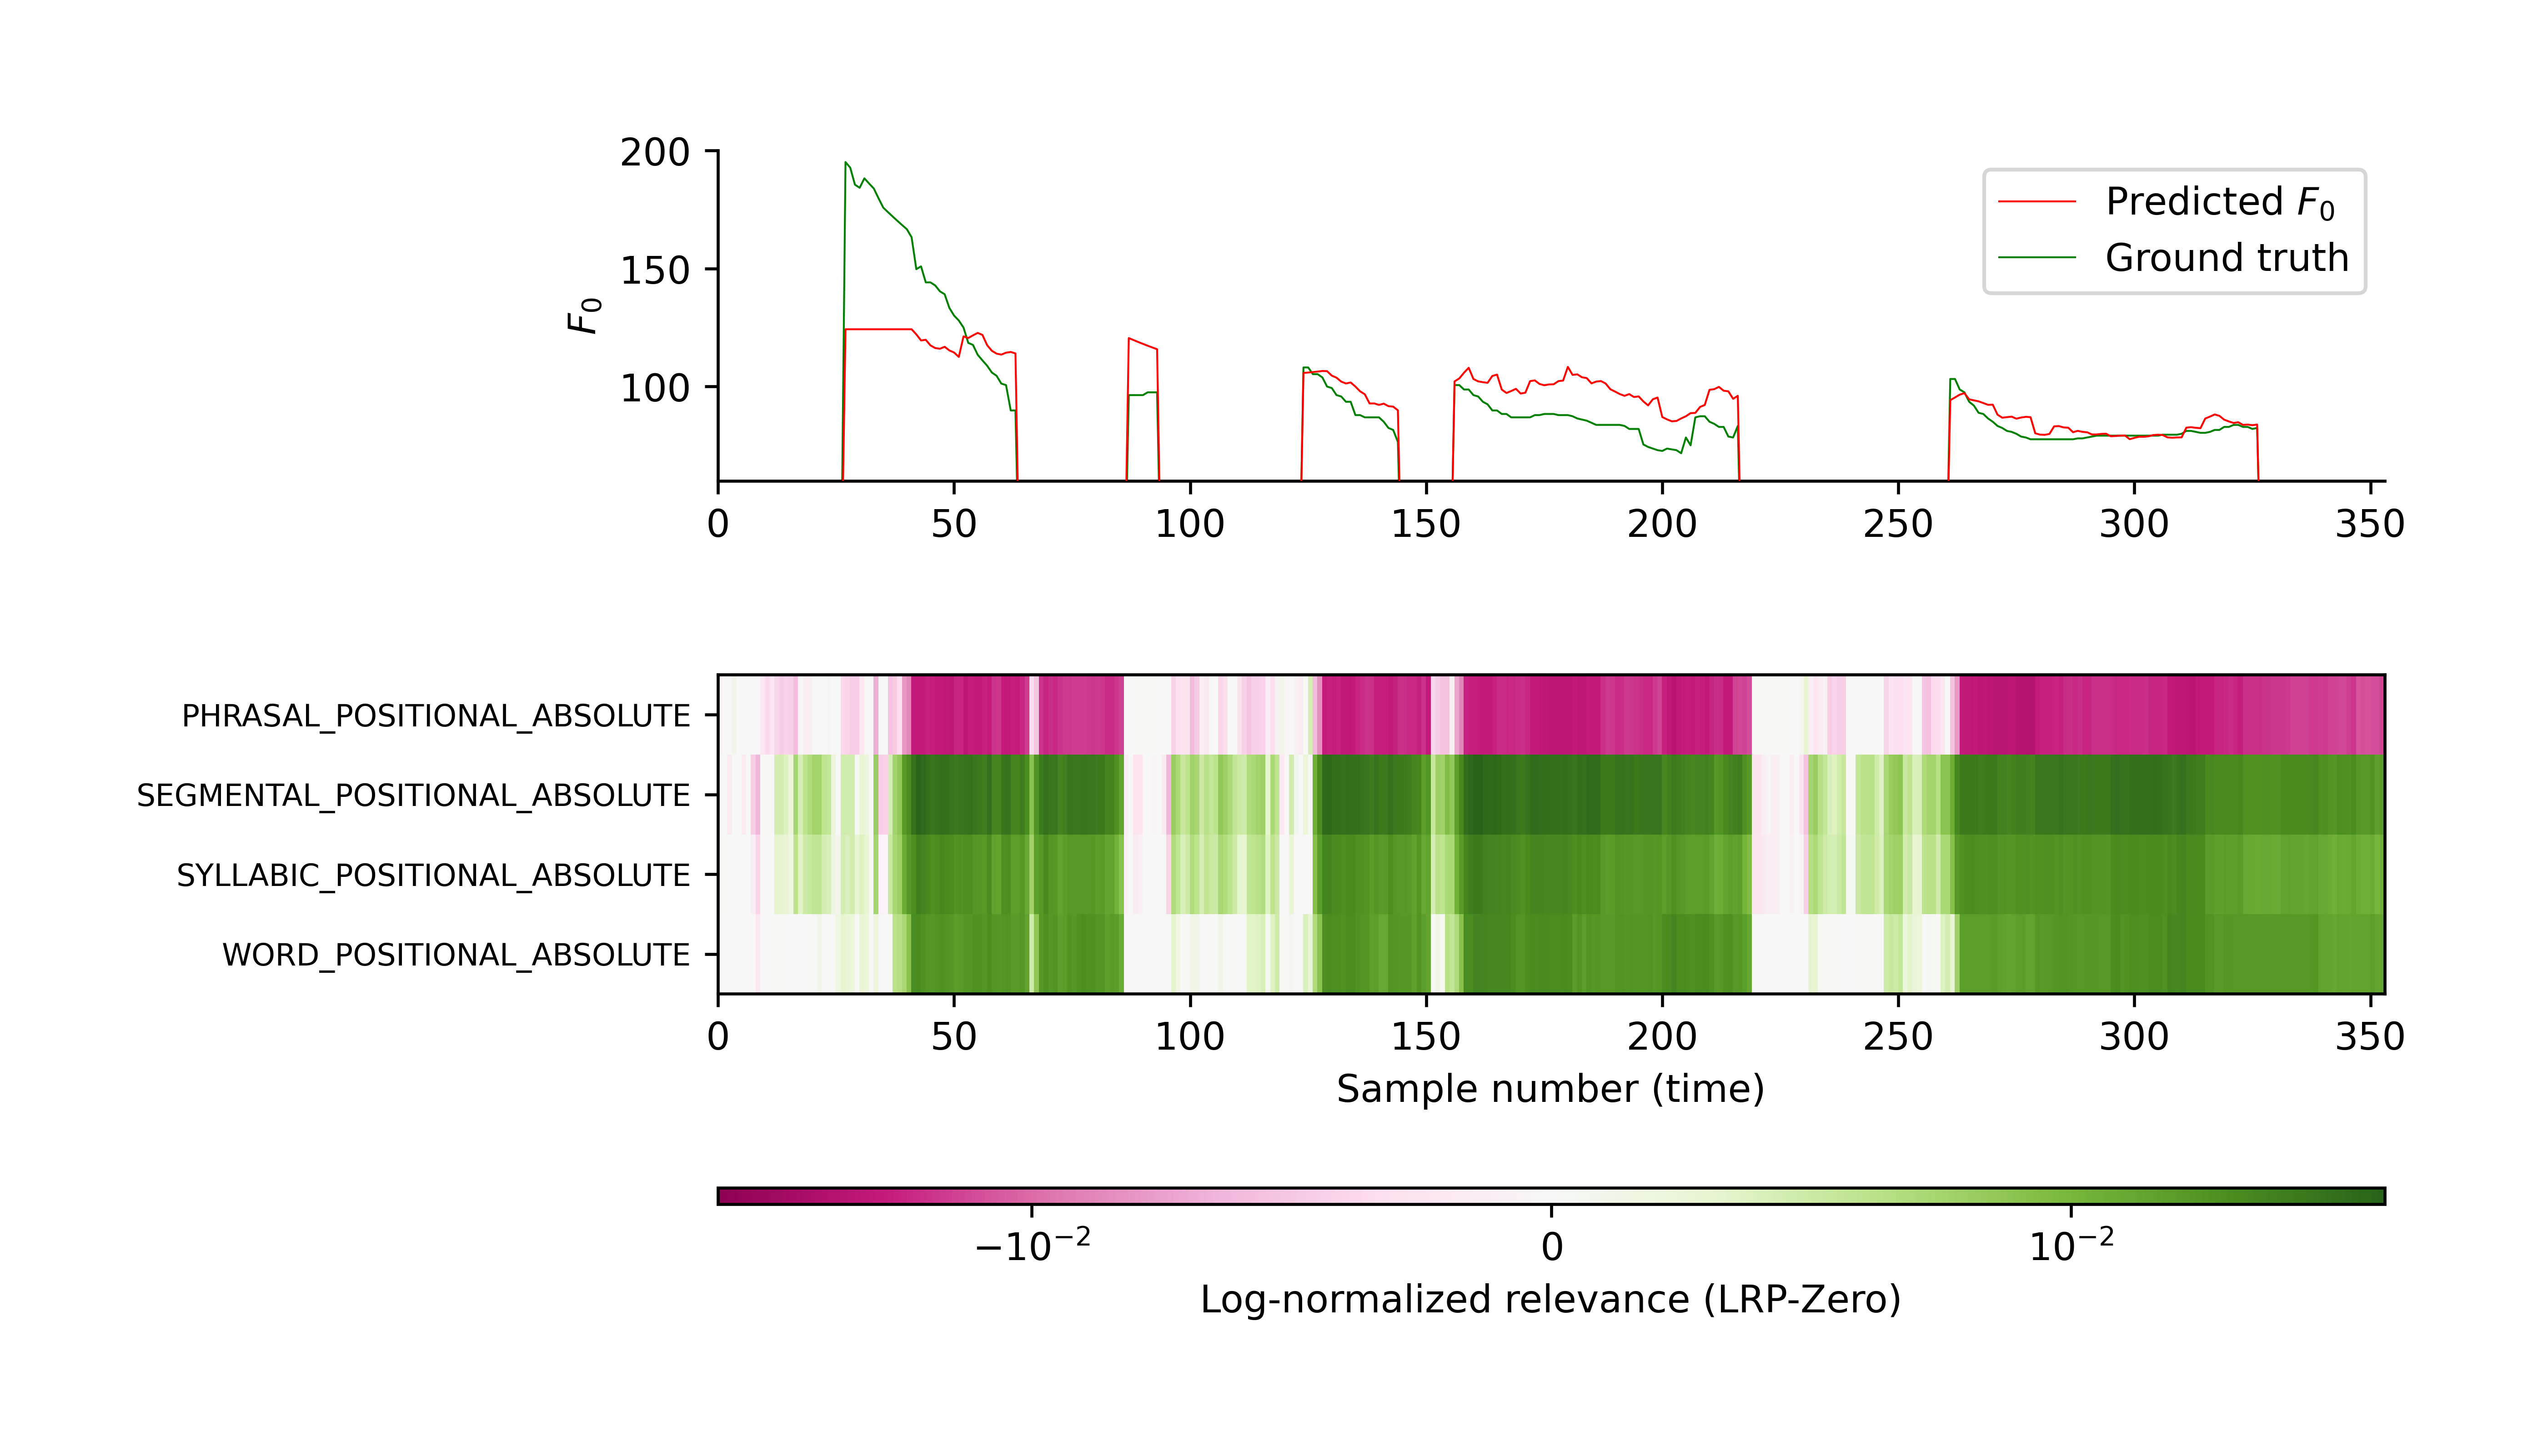 200
150
100
F₀
Predicted F₀
Ground truth
0 50 100 150 200 250 300 350
PHRASAL_POSITIONAL_ABSOLUTE
SEGMENTAL_POSITIONAL_ABSOLUTE
SYLLABIC_POSITIONAL_ABSOLUTE
WORD_POSITIONAL_ABSOLUTE
0 50 100 150 200 250 300 350
Sample number (time)
−10⁻² 0 10⁻²
Log-normalized relevance (LRP-Zero)